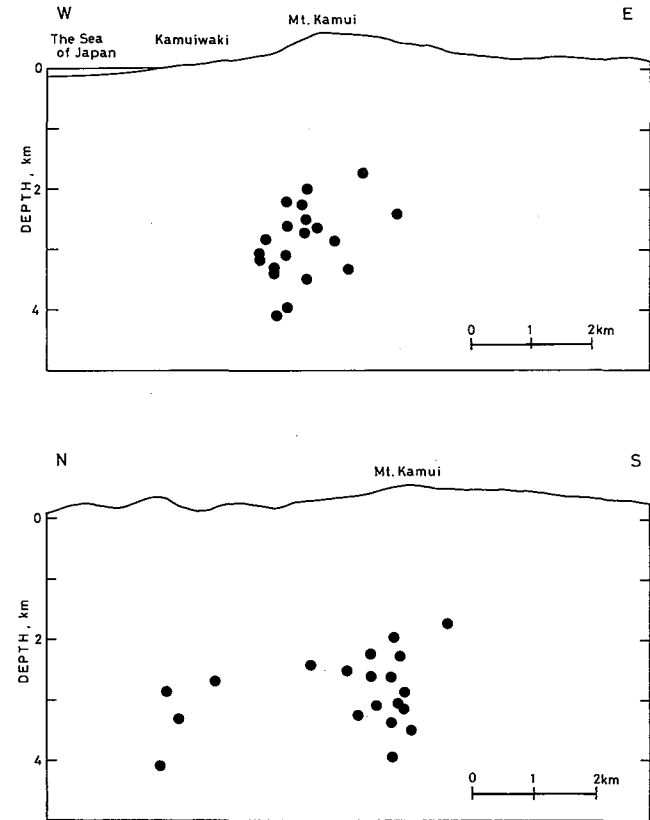 W
Mt. Kamui
E
The Sea
of Japan
Kamuiwaki
0
2
4
DEPTH, km
0 1 2km
N
Mt. Kamui
S
0
2
4
DEPTH, km
0 1 2km